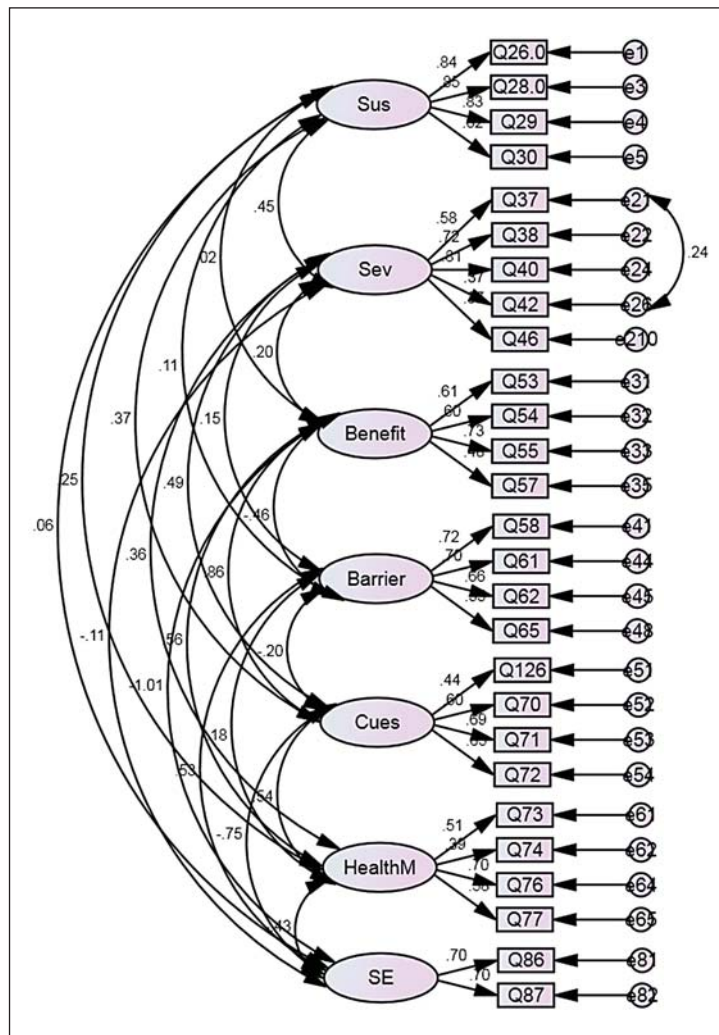 .84 Q26.0 e1
.85 Q28.0 e3
Sus .83 Q29 e4
Q30 e5
.45
.58 Q37 e21
.72 Q38 e22
.02 Sev .81 Q40 e24 .24
Q42 e26
Q46 e210
.20
.11 .61 Q53 e31
.15 .60 Q54 e32
.37 Benefit .73 Q55 e33
Q57 e35
.25 .49
.06 -.46 .72 Q58 e41
.36 .86 .70 Q61 e44
Barrier .66 Q62 e45
Q65 e48
-.11 .56 -.20
-1.01 .44 Q126 e51
.60 Q70 e52
.18 Cues .69 Q71 e53
.53 Q72 e54
.54
-.75 .51 Q73 e61
.39 Q74 e62
HealthM .70 Q76 e64
Q77 e65
.43
.70 Q86 e81
SE .70 Q87 e82